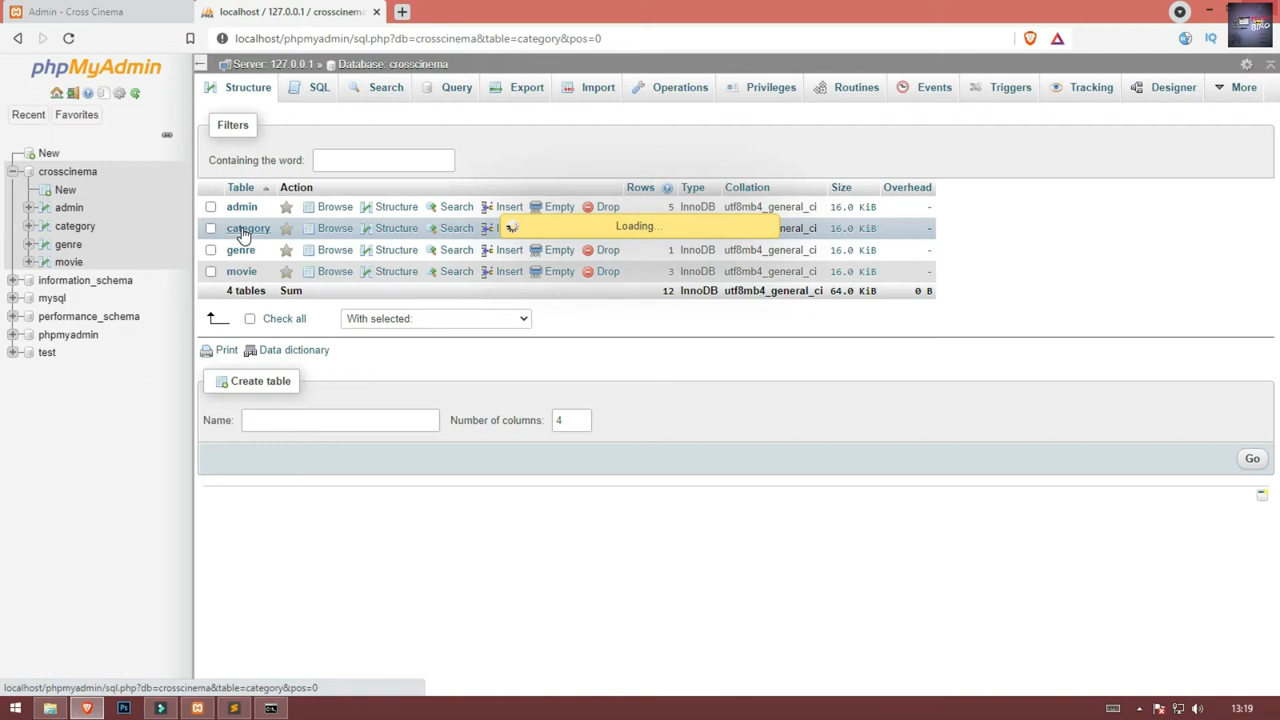 Admin - Cross Cinema
localhost / 127.0.0.1 / crosscinema
localhost/phpmyadmin/sql.php?db=crosscinema&table=category&pos=0
IQ
phpMyAdmin
Recent
Favorites
New
crosscinema
New
admin
category
genre
movie
information_schema
mysql
performance_schema
phpmyadmin
test
Server: 127.0.0.1 » Database: crosscinema
Structure SQL Search Query Export Import Operations Privileges Routines Events Triggers Tracking Designer More
Filters
Containing the word:
Table Action Rows Type Collation Size Overhead
admin Browse Structure Search Insert Empty Drop 5 InnoDB utf8mb4_general_ci 16.0 KiB -
category Browse Structure Search Loading... general_ci 16.0 KiB -
genre Browse Structure Search Insert Empty Drop 1 InnoDB utf8mb4_general_ci 16.0 KiB -
movie Browse Structure Search Insert Empty Drop 3 InnoDB utf8mb4_general_ci 16.0 KiB -
4 tables Sum 12 InnoDB utf8mb4_general_ci 64.0 KiB 0 B
Check all With selected:
Print Data dictionary
Create table
Name: Number of columns: 4
Go
localhost/phpmyadmin/sql.php?db=crosscinema&table=category&pos=0
Ps
13:19